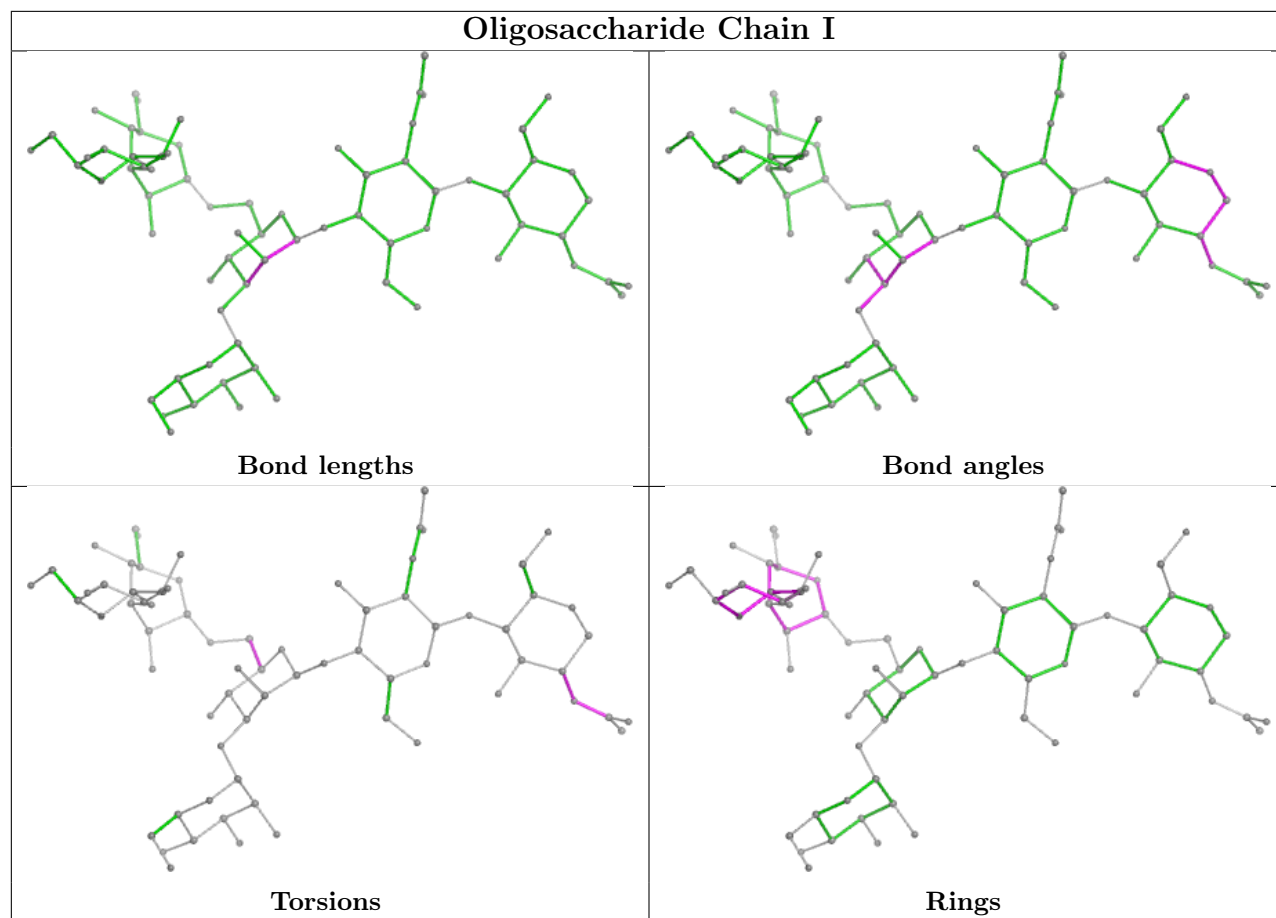 Oligosaccharide Chain I
Bond lengths
Bond angles
Torsions
Rings